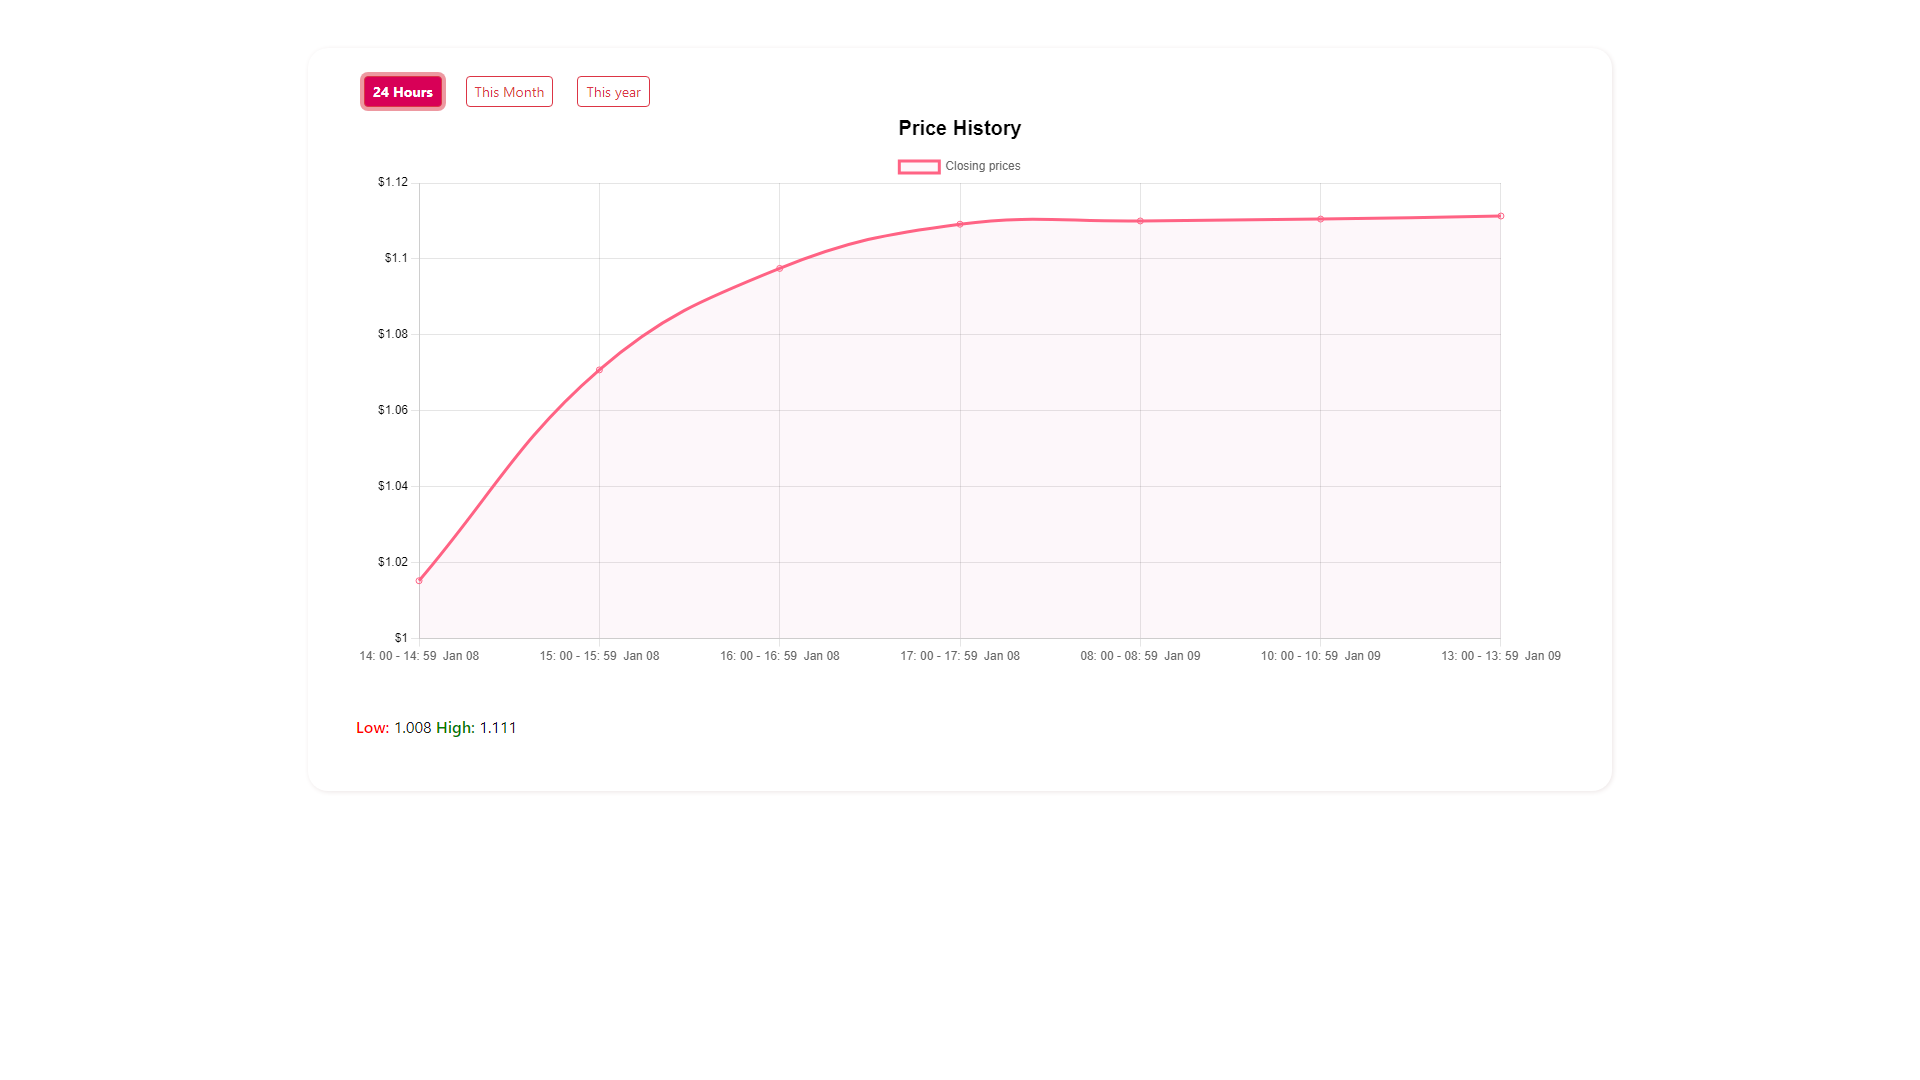 24 Hours This Month This year
Price History
Closing prices
$1.12
$1.1
$1.08
$1.06
$1.04
$1.02
$1
14: 00 - 14: 59 Jan 08 15: 00 - 15: 59 Jan 08 16: 00 - 16: 59 Jan 08 17: 00 - 17: 59 Jan 08 08: 00 - 08: 59 Jan 09 10: 00 - 10: 59 Jan 09 13: 00 - 13: 59 Jan 09
Low: 1.008 High: 1.111